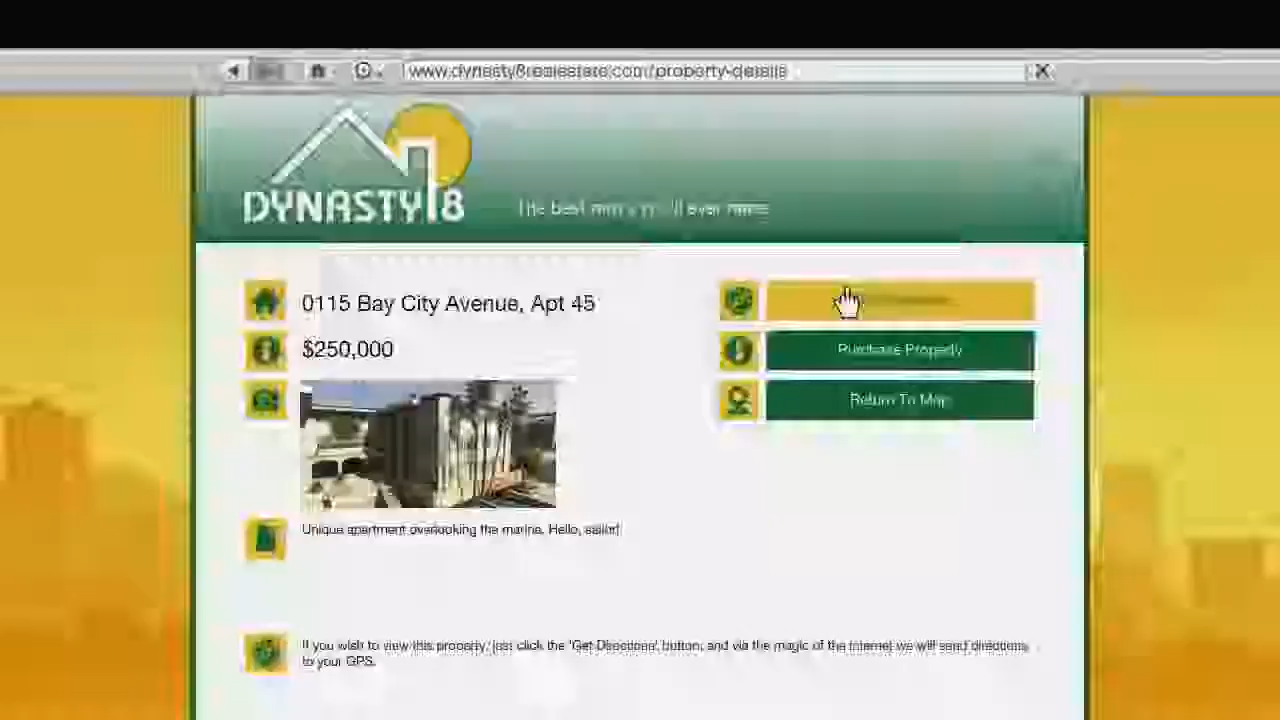 www.dynasty8realestate.com/property-details
DYNASTY 8
0115 Bay City Avenue, Apt 45
$250,000
Purchase Property
Return To Map
Unique apartment overlooking the marina. Hello, sailor!
If you wish to view this property, just click the 'Get Directions' button, and via the magic of the internet we will send directions
to your GPS.